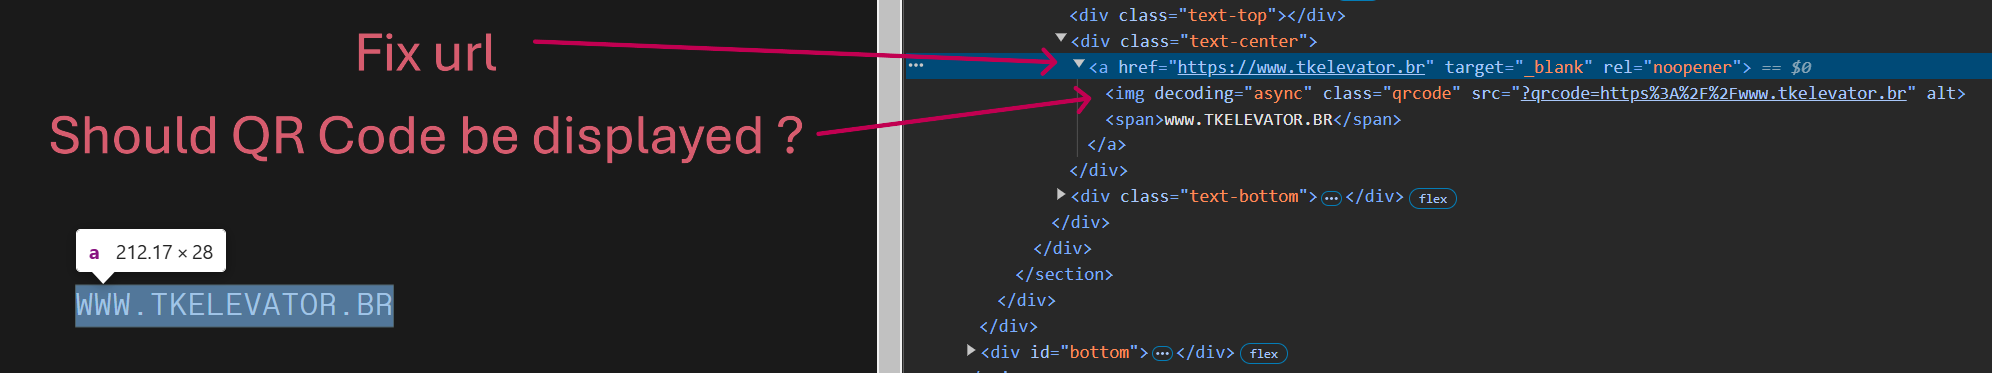 Fix url
Should QR Code be displayed ?
a 212.17 × 28
WWW.TKELEVATOR.BR
<div class="text-top"></div>
<div class="text-center">
<a href="https://www.tkelevator.br" target="_blank" rel="noopener"> == $0
<img decoding="async" class="qrcode" src="?qrcode=https%3A%2F%2Fwww.tkelevator.br" alt>
<span>www.TKELEVATOR.BR</span>
</a>
</div>
<div class="text-bottom">…</div> flex
</div>
</div>
</section>
</div>
</div>
<div id="bottom">…</div> flex